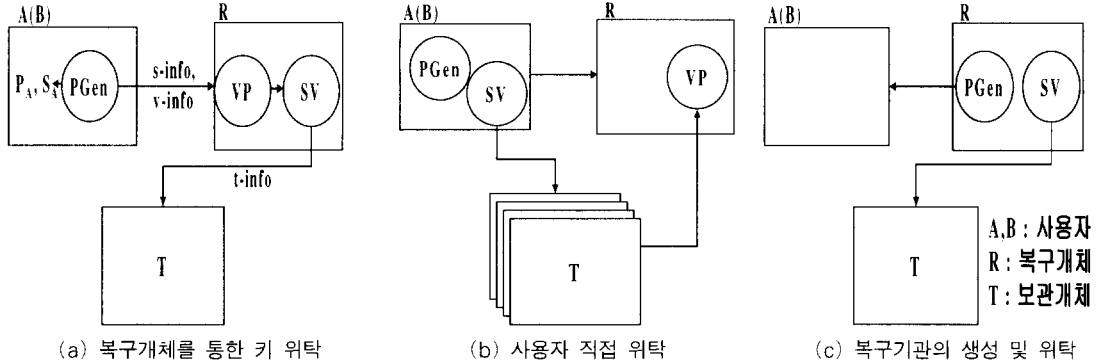 A(B)
R
P_A, S_A
PGen
s-info,
v-info
VP
SV
t-info
T
(a) 복구개체를 통한 키 위탁
A(B)
R
PGen
SV
VP
T
(b) 사용자 직접 위탁
A(B)
R
PGen
SV
T
A,B : 사용자
R : 복구개체
T : 보관개체
(c) 복구기관의 생성 및 위탁